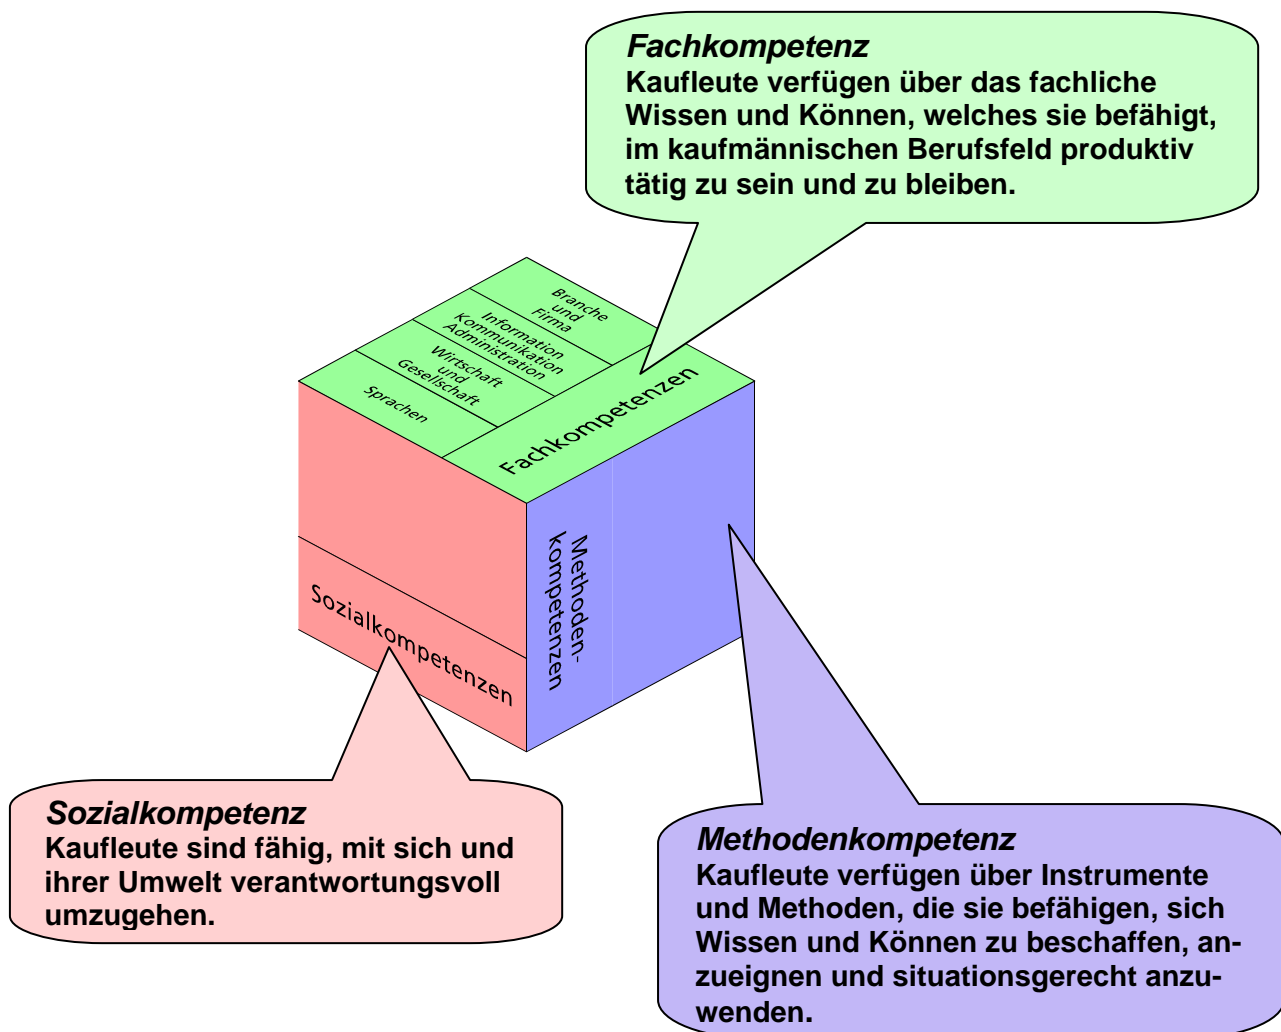 Fachkompetenz
Kaufleute verfügen über das fachliche
Wissen und Können, welches sie befähigt,
im kaufmännischen Berufsfeld produktiv
tätig zu sein und zu bleiben.
Branche
und
Firma
Information
Kommunikation
Administration
Wirtschaft
und
Gesellschaft
Sprachen
Fachkompetenzen
Methoden-
kompetenzen
Sozialkompetenzen
Sozialkompetenz
Kaufleute sind fähig, mit sich und
ihrer Umwelt verantwortungsvoll
umzugehen.
Methodenkompetenz
Kaufleute verfügen über Instrumente
und Methoden, die sie befähigen, sich
Wissen und Können zu beschaffen, an-
zueignen und situationsgerecht anzu-
wenden.